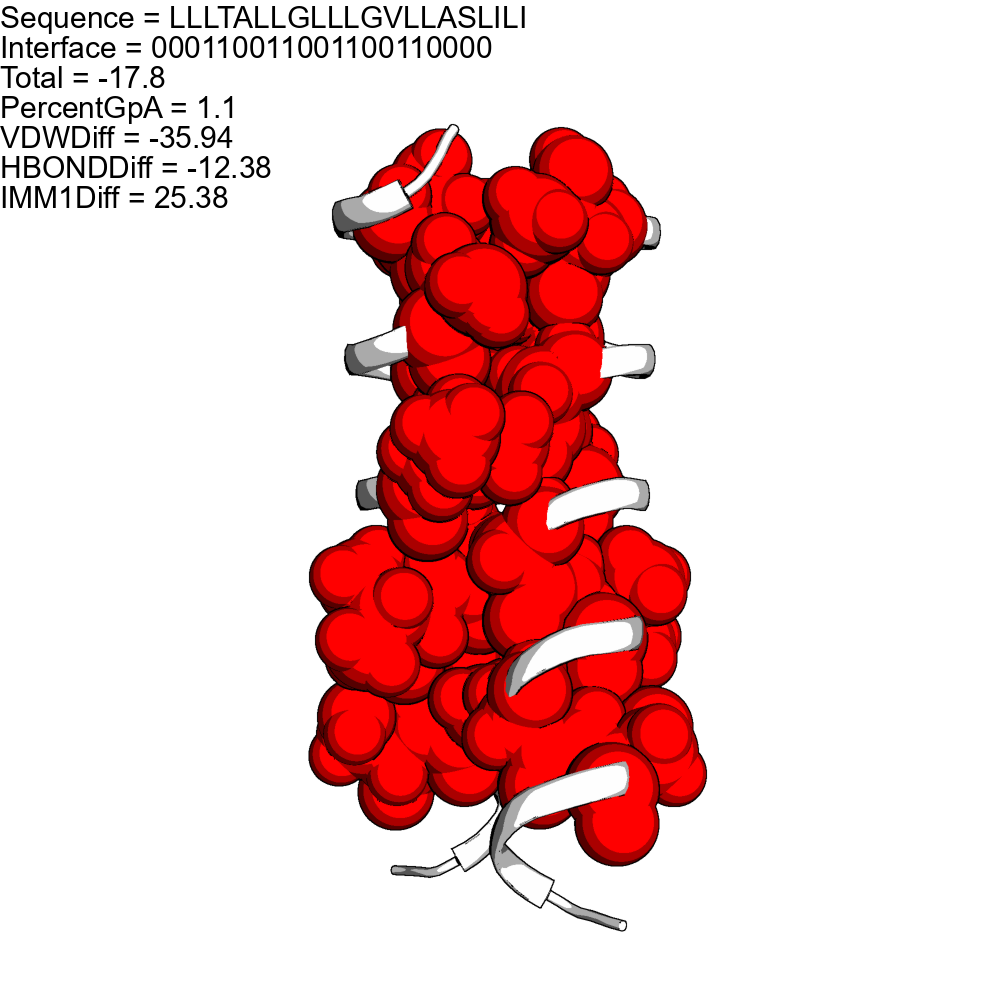 Sequence = LLLTALLGLLLGVLLASLILI
Interface = 000110011001100110000
Total = -17.8
PercentGpA = 1.1
VDWDiff = -35.94
HBONDDiff = -12.38
IMM1Diff = 25.38